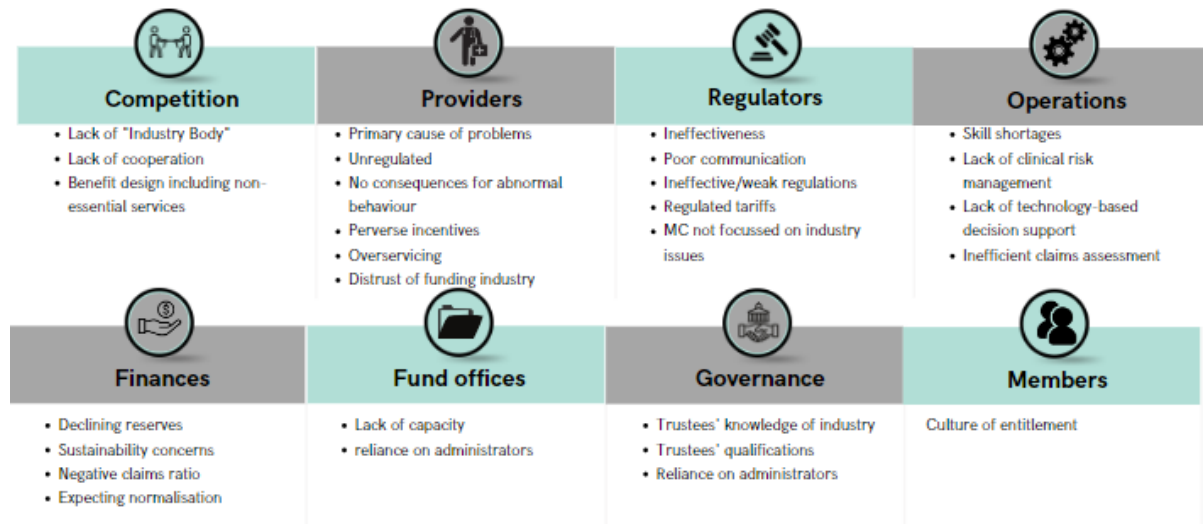 Competition
• Lack of "Industry Body"
• Lack of cooperation
• Benefit design including non-
essential services
Providers
• Primary cause of problems
• Unregulated
• No consequences for abnormal
behaviour
• Perverse incentives
• Overservicing
• Distrust of funding industry
Regulators
• Ineffectiveness
• Poor communication
• Ineffective/weak regulations
• Regulated tariffs
• MC not focussed on industry
issues
Operations
• Skill shortages
• Lack of clinical risk
management
• Lack of technology-based
decision support
• Inefficient claims assessment
Finances
• Declining reserves
• Sustainability concerns
• Negative claims ratio
• Expecting normalisation
Fund offices
• Lack of capacity
• reliance on administrators
Governance
• Trustees' knowledge of industry
• Trustees' qualifications
• Reliance on administrators
Members
Culture of entitlement